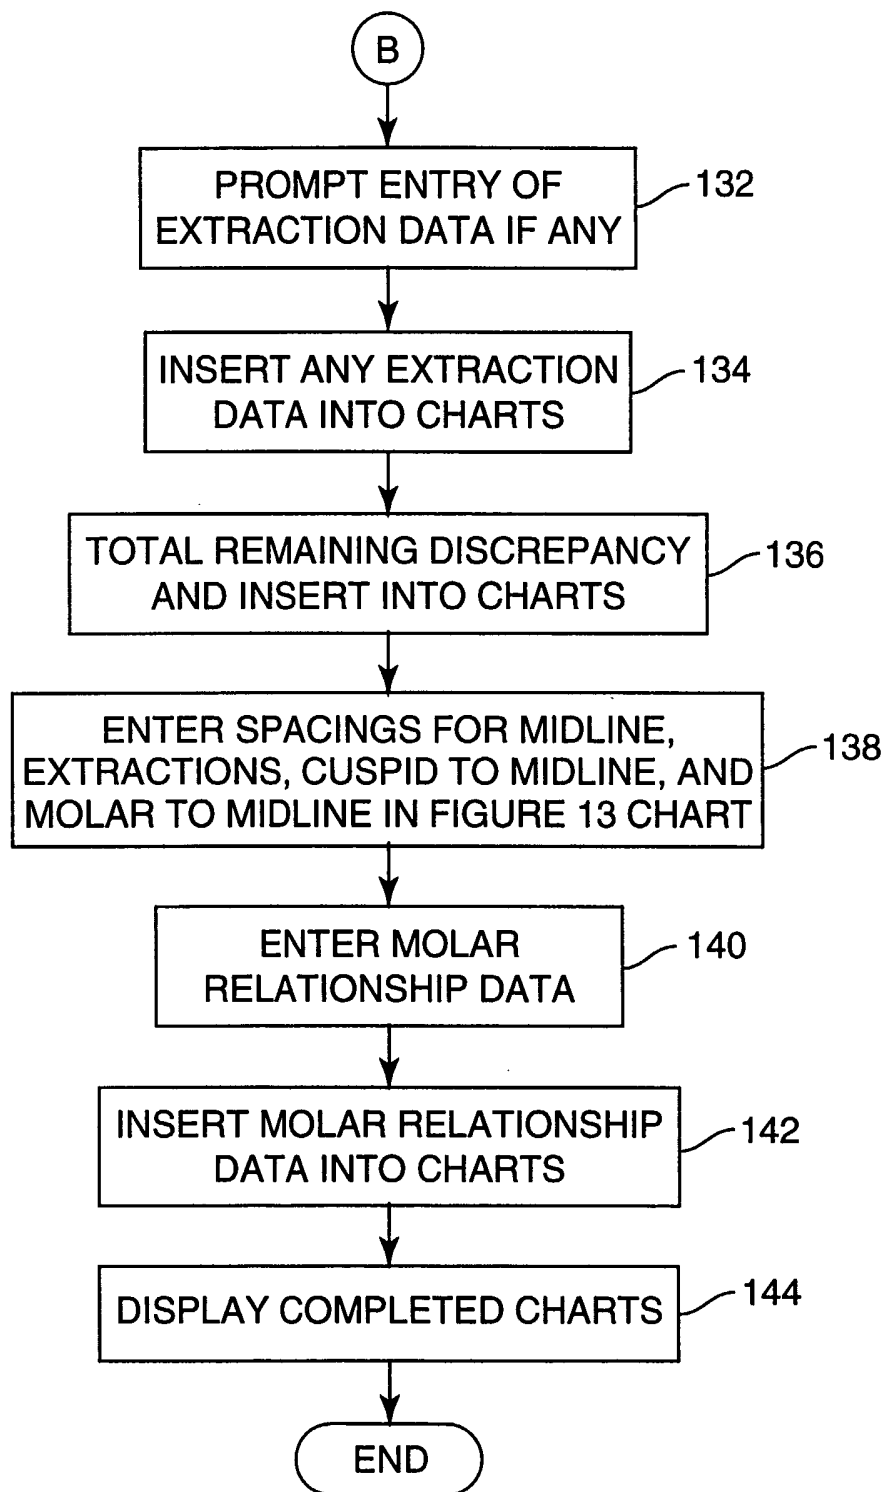 B
PROMPT ENTRY OF
EXTRACTION DATA IF ANY
132
INSERT ANY EXTRACTION
DATA INTO CHARTS
134
TOTAL REMAINING DISCREPANCY
AND INSERT INTO CHARTS
136
ENTER SPACINGS FOR MIDLINE,
EXTRACTIONS, CUSPID TO MIDLINE, AND
MOLAR TO MIDLINE IN FIGURE 13 CHART
138
ENTER MOLAR
RELATIONSHIP DATA
140
INSERT MOLAR RELATIONSHIP
DATA INTO CHARTS
142
DISPLAY COMPLETED CHARTS
144
END